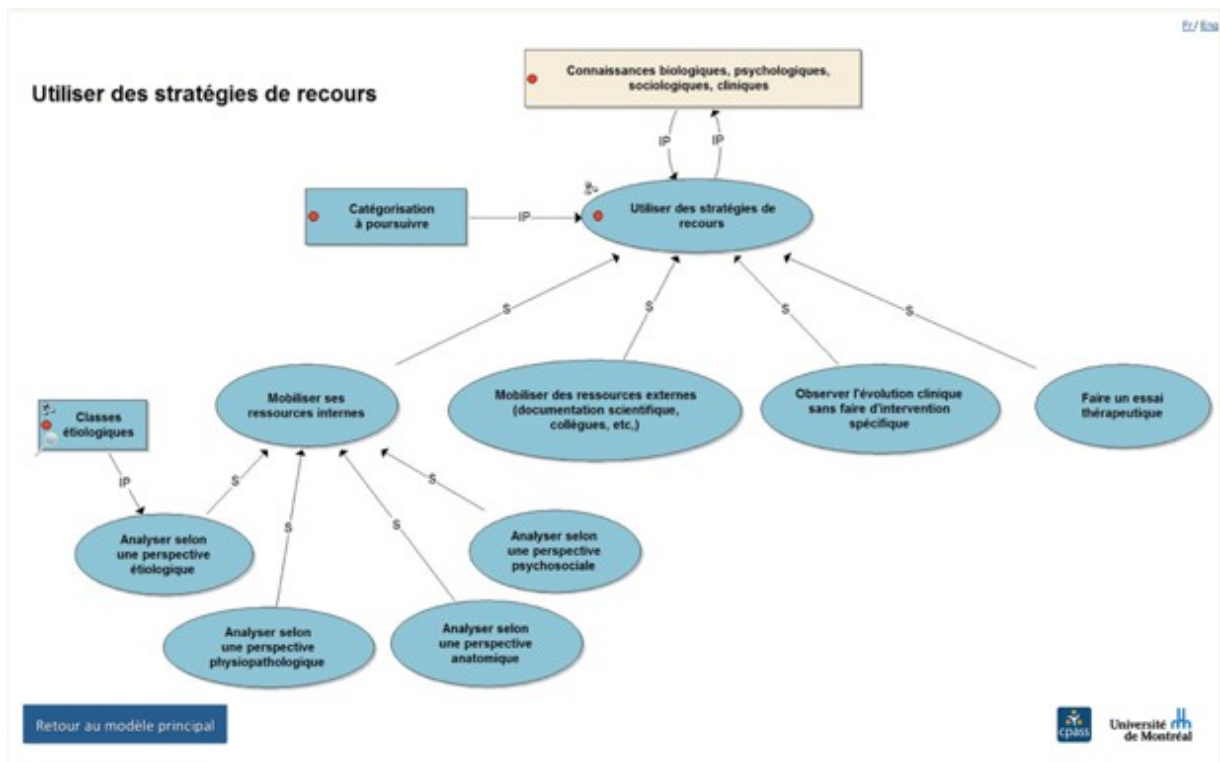 Fr / Eng
Utiliser des stratégies de recours
Connaissances biologiques, psychologiques,
sociologiques, cliniques
IP
IP
Catégorisation
à poursuivre
IP
Utiliser des stratégies de
recours
S
S
S
S
Mobiliser ses
ressources internes
Mobiliser des ressources externes
(documentation scientifique,
collègues, etc,)
Observer l'évolution clinique
sans faire d'intervention
spécifique
Faire un essai
thérapeutique
Classes
étiologiques
IP
S
S
S
S
Analyser selon
une perspective
étiologique
Analyser selon
une perspective
psychosociale
Analyser selon
une perspective
physiopathologique
Analyser selon
une perspective
anatomique
Retour au modèle principal
cpass
Université
de Montréal